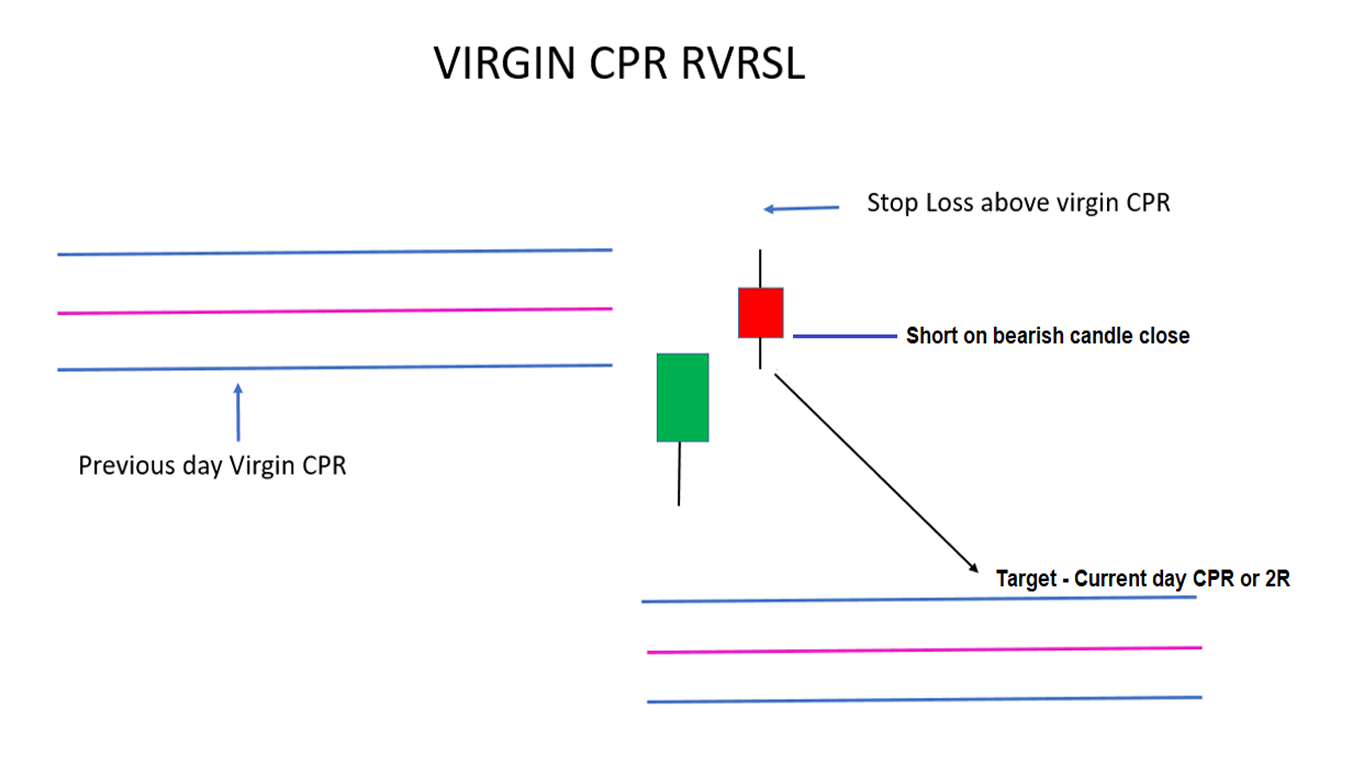 VIRGIN CPR RVRSL
Stop Loss above virgin CPR
Short on bearish candle close
Previous day Virgin CPR
Target - Current day CPR or 2R